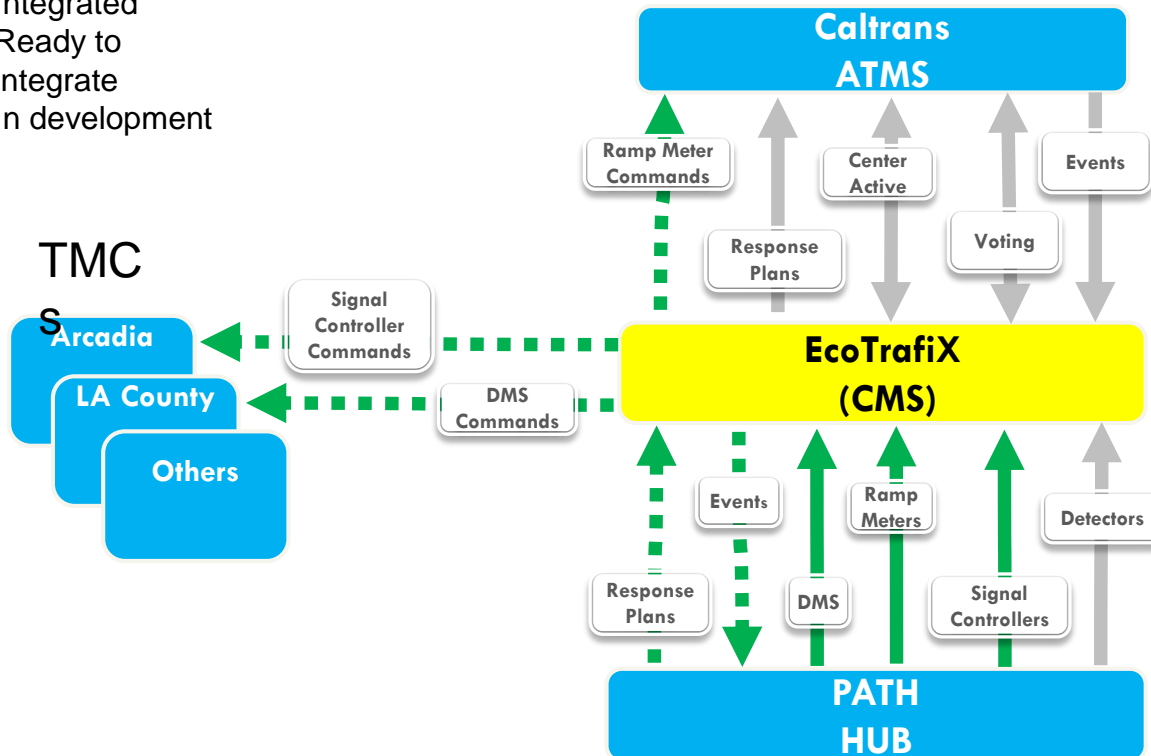 ntegrated
Ready to
ntegrate
n development
Caltrans
ATMS
Ramp Meter
Commands
Center
Active
Events
Response
Plans
Voting
TMC
s
Arcadia
LA County
Others
Signal
Controller
Commands
DMS
Commands
EcoTrafiX
(CMS)
Events
Ramp
Meters
Detectors
Response
Plans
DMS
Signal
Controllers
PATH
HUB